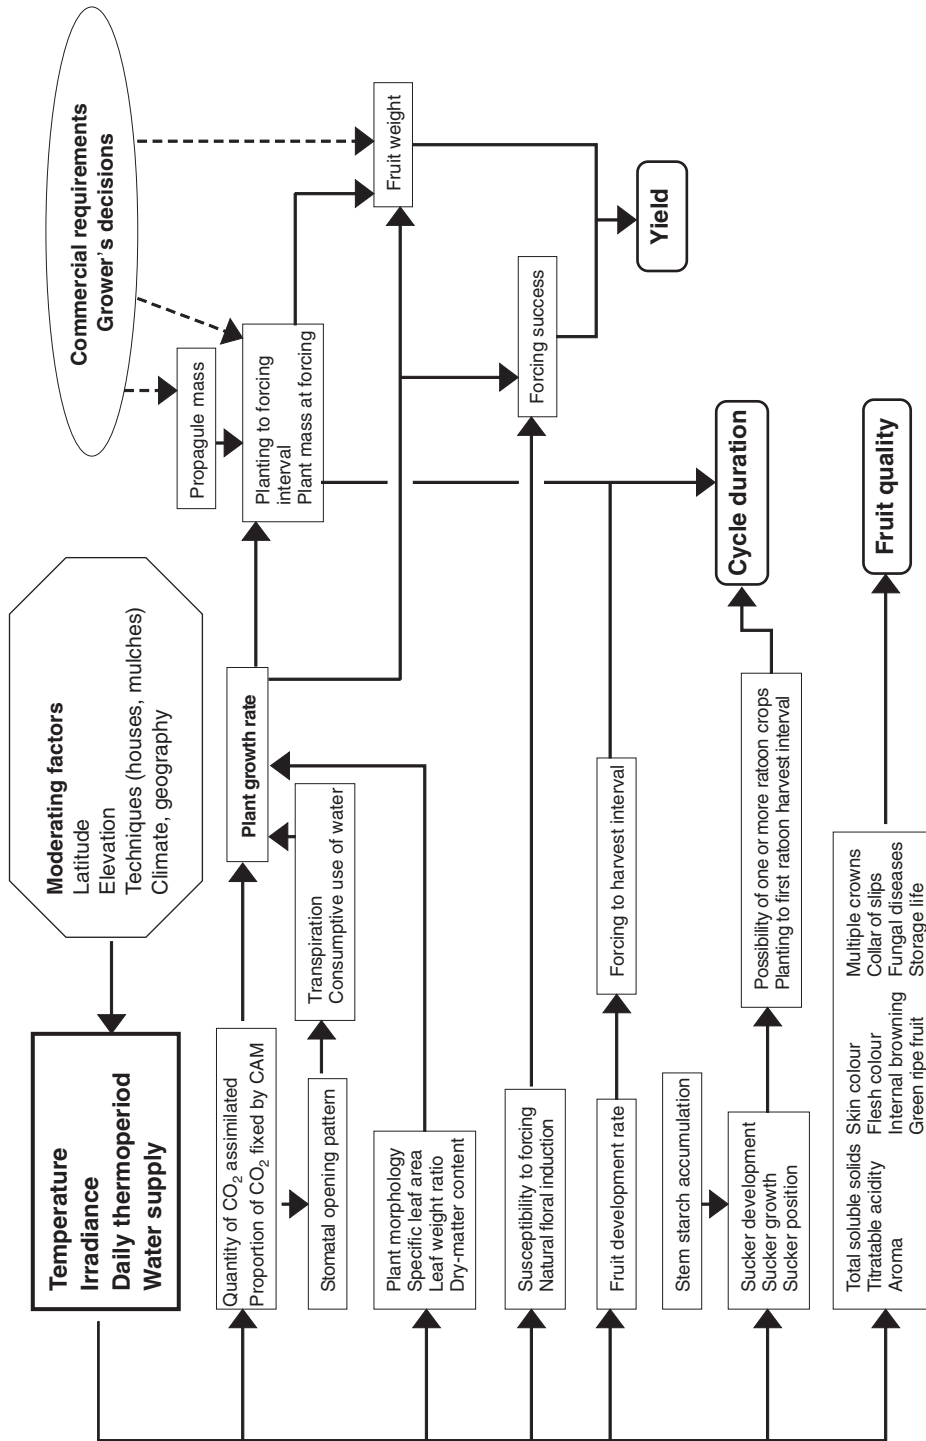 Commercial requirements
Grower's decisions
Moderating factors
Latitude
Elevation
Techniques (houses, mulches)
Climate, geography
Temperature
Irradiance
Daily thermoperiod
Water supply
Propagule mass
Planting to forcing
interval
Plant mass at forcing
Fruit weight
Plant growth rate
Quantity of CO₂ assimilated
Proportion of CO₂ fixed by CAM
Stomatal opening pattern
Transpiration
Consumptive use of water
Plant morphology
Specific leaf area
Leaf weight ratio
Dry-matter content
Susceptibility to forcing
Natural floral induction
Forcing success
Yield
Fruit development rate
Forcing to harvest interval
Stem starch accumulation
Sucker development
Sucker growth
Sucker position
Possibility of one or more ratoon crops
Planting to first ratoon harvest interval
Cycle duration
Total soluble solids
Titratable acidity
Aroma
Skin colour
Flesh colour
Internal browning
Green ripe fruit
Multiple crowns
Collar of slips
Fungal diseases
Storage life
Fruit quality